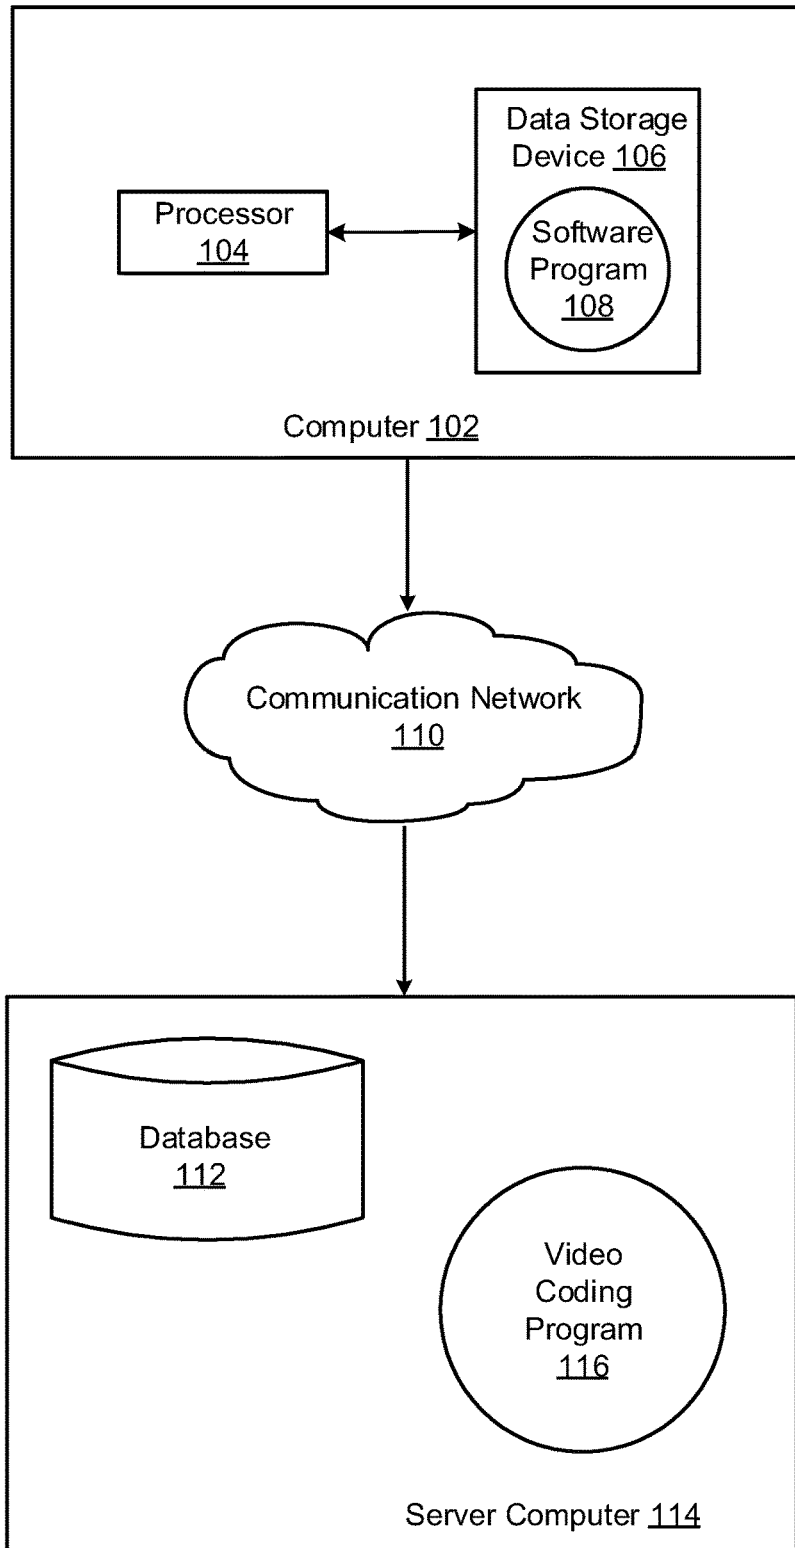 Data Storage
Device 106
Processor
104
Software
Program
108
Computer 102
Communication Network
110
Database
112
Video
Coding
Program
116
Server Computer 114